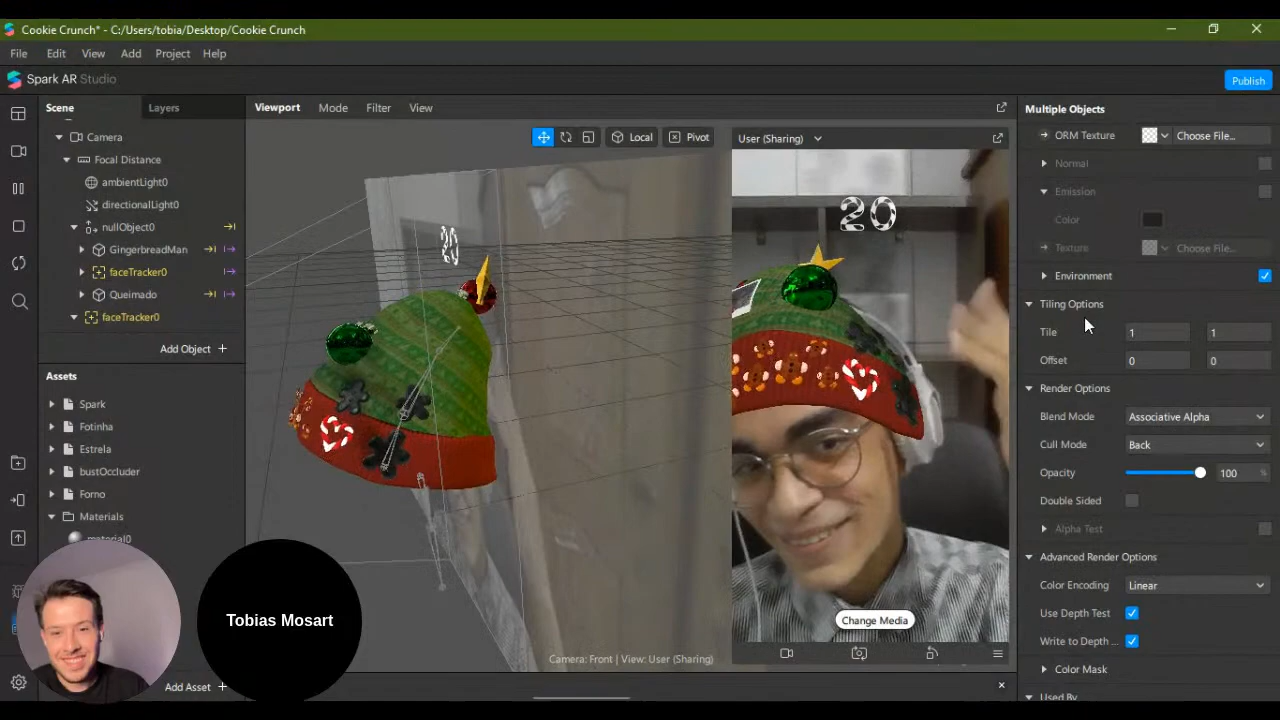 Cookie Crunch* - C:/Users/tobia/Desktop/Cookie Crunch
File Edit View Add Project Help
Spark AR Studio
Publish
Scene Layers
Viewport Mode Filter View
Multiple Objects
Camera
Focal Distance
ambientLight0
directionalLight0
nullObject0
GingerbreadMan
faceTracker0
Queimado
faceTracker0
Add Object +
Assets
Spark
Fotinha
Estrela
bustOccluder
Forno
Materials
material0
Add Asset +
Local
Pivot
20
Camera: Front | View: User (Sharing)
User (Sharing)
20
Change Media
ORM Texture Choose File...
Normal
Emission
Color
Texture Choose File...
Environment
Tiling Options
Tile 1 1
Offset 0 0
Render Options
Blend Mode Associative Alpha
Cull Mode Back
Opacity 100 %
Double Sided
Alpha Test
Advanced Render Options
Color Encoding Linear
Use Depth Test
Write to Depth ...
Color Mask
Used By
Tobias Mosart